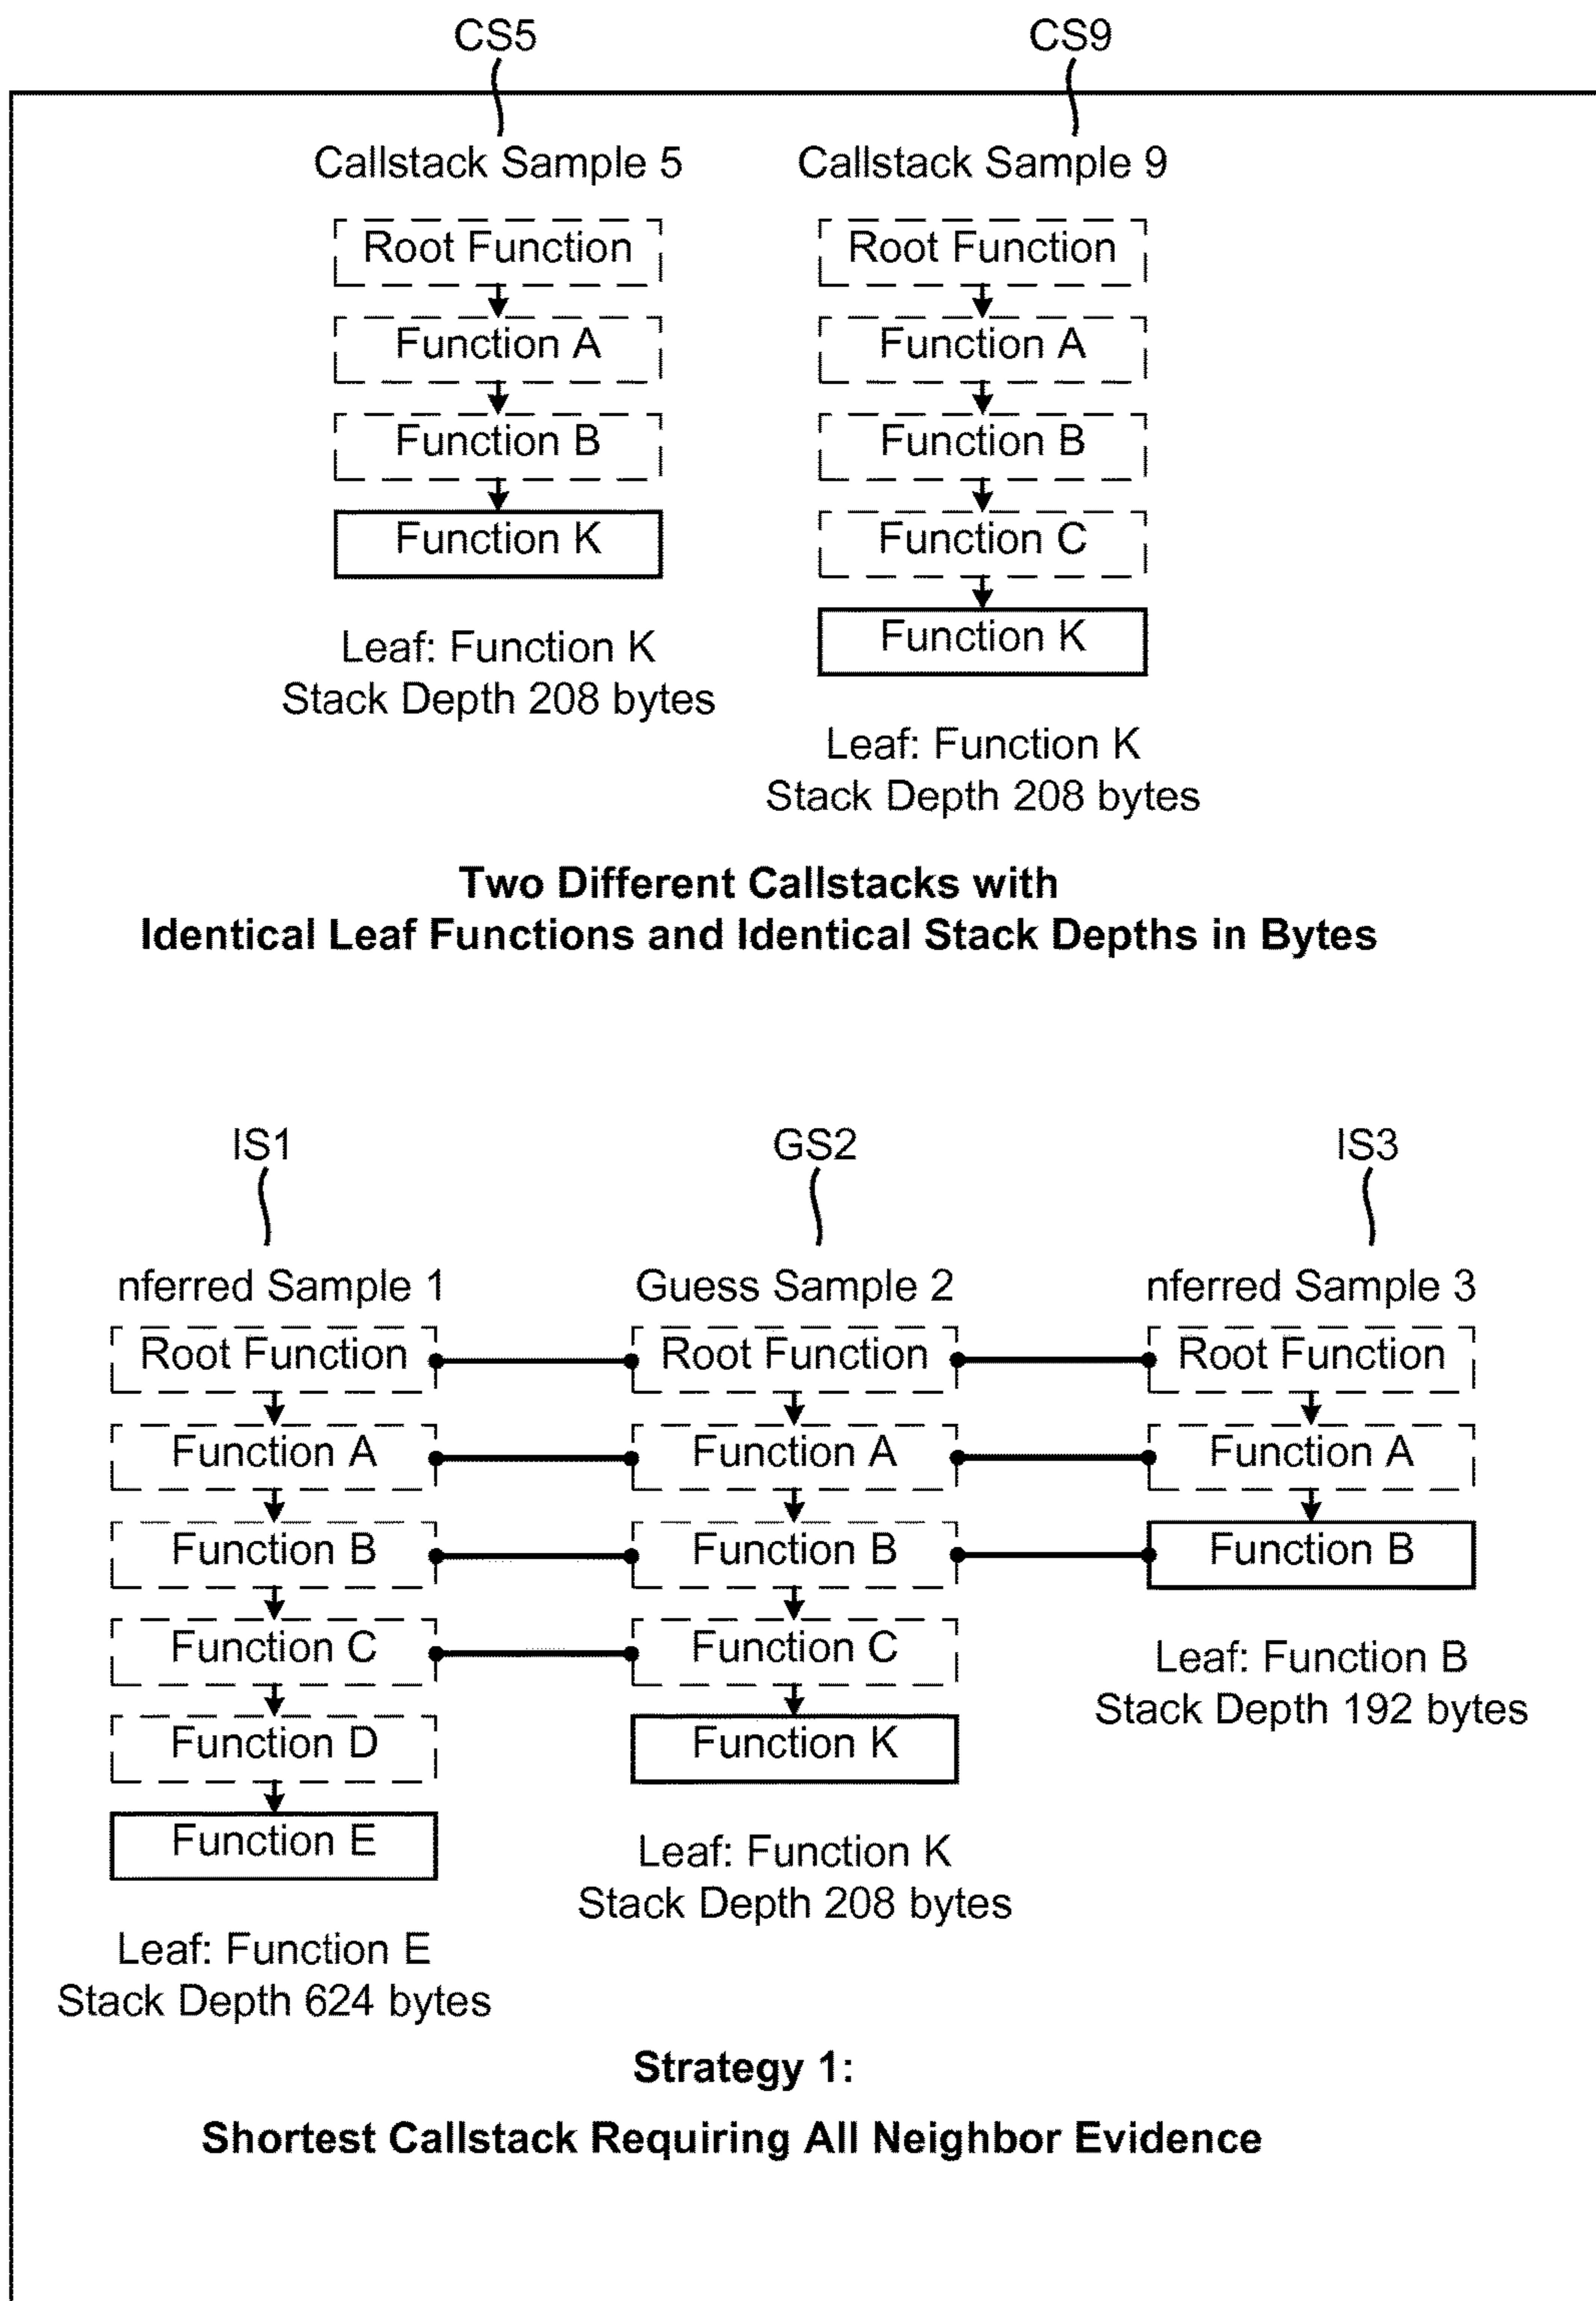 CS5
CS9
Callstack Sample 5
Callstack Sample 9
Root Function
Root Function
Function A
Function A
Function B
Function B
Function K
Function C
Leaf: Function K
Stack Depth 208 bytes
Function K
Leaf: Function K
Stack Depth 208 bytes
Two Different Callstacks with
Identical Leaf Functions and Identical Stack Depths in Bytes
IS1
GS2
IS3
nferred Sample 1
Guess Sample 2
nferred Sample 3
Root Function
Root Function
Root Function
Function A
Function A
Function A
Function B
Function B
Function B
Function C
Function C
Leaf: Function B
Stack Depth 192 bytes
Function D
Function K
Function E
Leaf: Function K
Stack Depth 208 bytes
Leaf: Function E
Stack Depth 624 bytes
Strategy 1:
Shortest Callstack Requiring All Neighbor Evidence